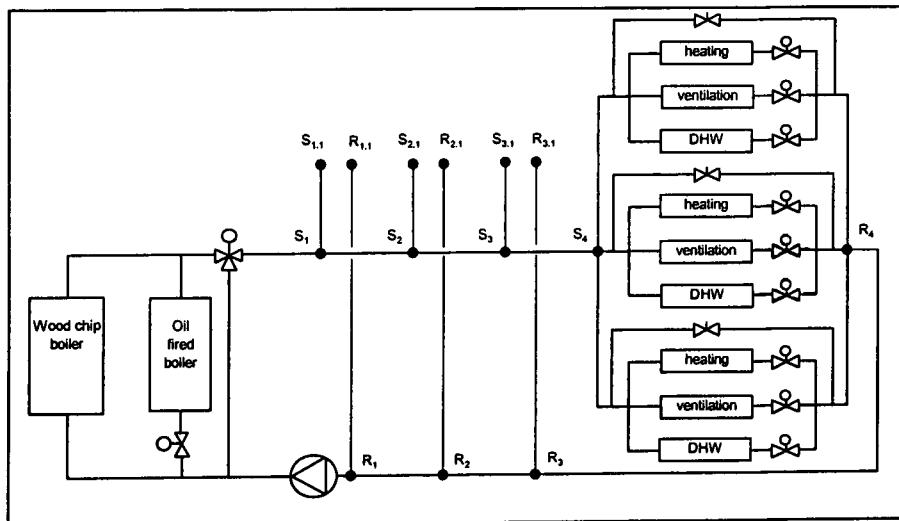 heating
ventilation
DHW
S1.1 R1.1 S2.1 R2.1 S3.1 R3.1
heating
S1 S2 S3 S4 ventilation R4
DHW
Wood chip
boiler
Oil
fired
boiler
heating
ventilation
DHW
R1 R2 R3